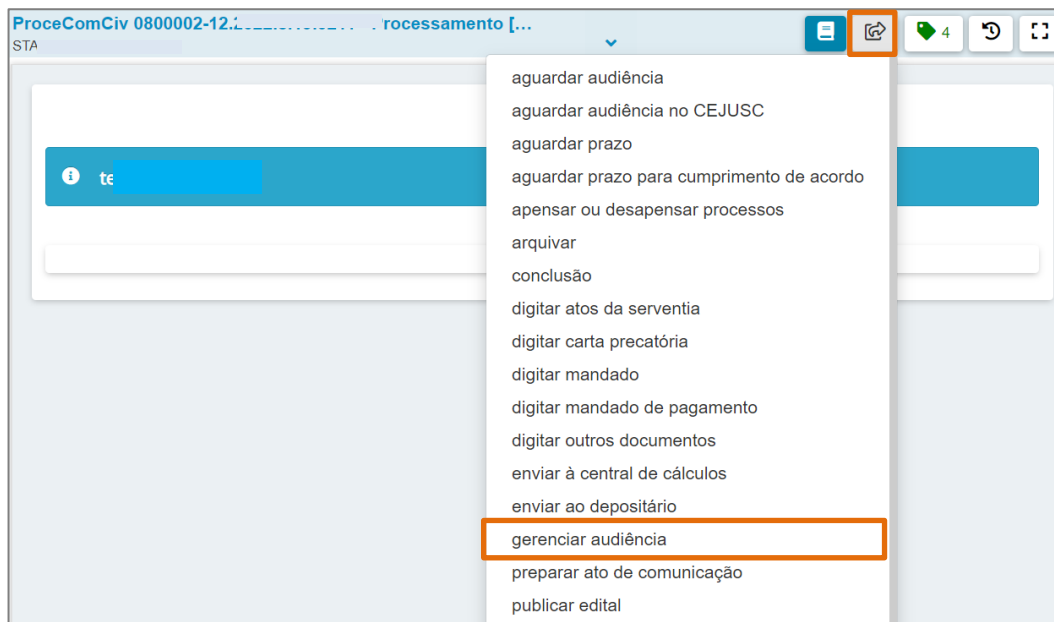 ProceComCiv 0800002-12. rocessamento [...
STA
4
te
aguardar audiência
aguardar audiência no CEJUSC
aguardar prazo
aguardar prazo para cumprimento de acordo
apensar ou desapensar processos
arquivar
conclusão
digitar atos da serventia
digitar carta precatória
digitar mandado
digitar mandado de pagamento
digitar outros documentos
enviar à central de cálculos
enviar ao depositário
gerenciar audiência
preparar ato de comunicação
publicar edital